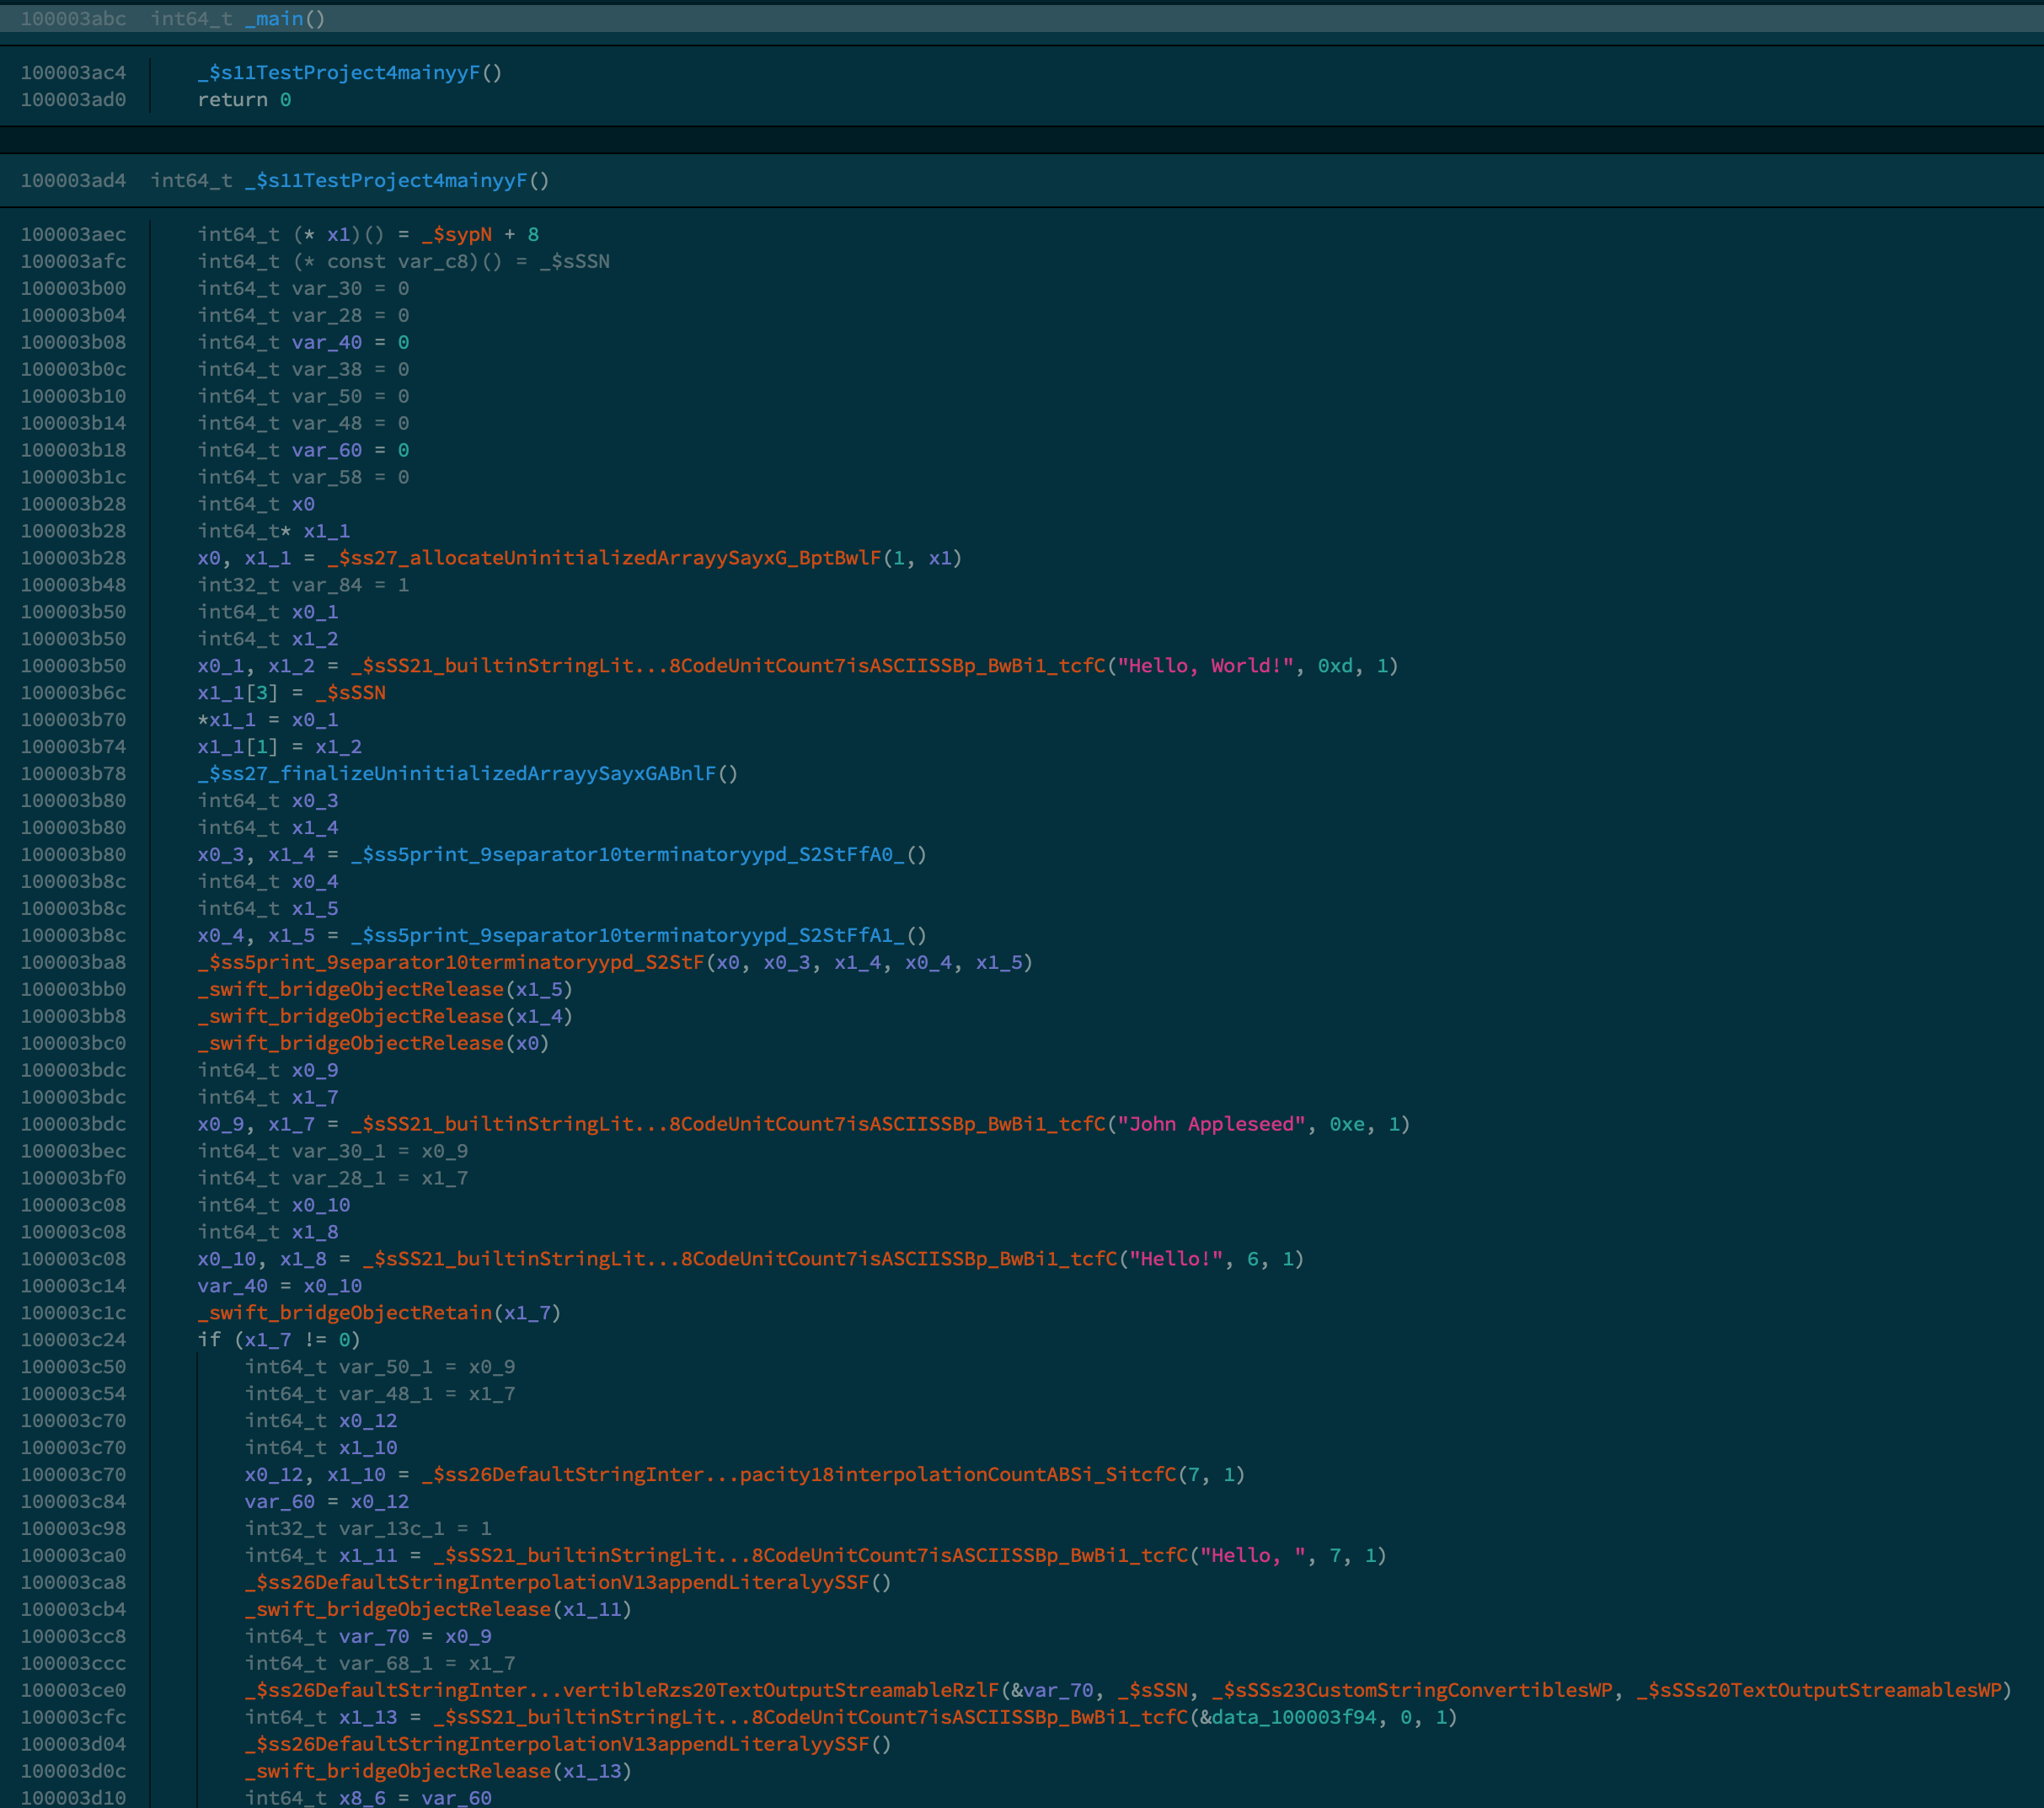 100003abc int64_t _main()
100003ac4 _$s11TestProject4mainyyF()
100003ad0 return 0
100003ad4 int64_t _$s11TestProject4mainyyF()
100003aec int64_t (* x1)() = _$sypN + 8
100003afc int64_t (* const var_c8)() = _$sSSN
100003b00 int64_t var_30 = 0
100003b04 int64_t var_28 = 0
100003b08 int64_t var_40 = 0
100003b0c int64_t var_38 = 0
100003b10 int64_t var_50 = 0
100003b14 int64_t var_48 = 0
100003b18 int64_t var_60 = 0
100003b1c int64_t var_58 = 0
100003b28 int64_t x0
100003b28 int64_t* x1_1
100003b28 x0, x1_1 = _$ss27_allocateUninitializedArrayySayxG_BptBwlF(1, x1)
100003b48 int32_t var_84 = 1
100003b50 int64_t x0_1
100003b50 int64_t x1_2
100003b50 x0_1, x1_2 = _$sSS21_builtinStringLit...8CodeUnitCount7isASCIISSBp_BwBi1_tcfC("Hello, World!", 0xd, 1)
100003b6c x1_1[3] = _$sSSN
100003b70 *x1_1 = x0_1
100003b74 x1_1[1] = x1_2
100003b78 _$ss27_finalizeUninitializedArrayySayxGABnlF()
100003b80 int64_t x0_3
100003b80 int64_t x1_4
100003b80 x0_3, x1_4 = _$ss5print_9separator10terminatoryypd_S2StFfA0_()
100003b8c int64_t x0_4
100003b8c int64_t x1_5
100003b8c x0_4, x1_5 = _$ss5print_9separator10terminatoryypd_S2StFfA1_()
100003ba8 _$ss5print_9separator10terminatoryypd_S2StF(x0, x0_3, x1_4, x0_4, x1_5)
100003bb0 _swift_bridgeObjectRelease(x1_5)
100003bb8 _swift_bridgeObjectRelease(x1_4)
100003bc0 _swift_bridgeObjectRelease(x0)
100003bdc int64_t x0_9
100003bdc int64_t x1_7
100003bdc x0_9, x1_7 = _$sSS21_builtinStringLit...8CodeUnitCount7isASCIISSBp_BwBi1_tcfC("John Appleseed", 0xe, 1)
100003bec int64_t var_30_1 = x0_9
100003bf0 int64_t var_28_1 = x1_7
100003c08 int64_t x0_10
100003c08 int64_t x1_8
100003c08 x0_10, x1_8 = _$sSS21_builtinStringLit...8CodeUnitCount7isASCIISSBp_BwBi1_tcfC("Hello!", 6, 1)
100003c14 var_40 = x0_10
100003c1c _swift_bridgeObjectRetain(x1_7)
100003c24 if (x1_7 != 0)
100003c50 int64_t var_50_1 = x0_9
100003c54 int64_t var_48_1 = x1_7
100003c70 int64_t x0_12
100003c70 int64_t x1_10
100003c70 x0_12, x1_10 = _$ss26DefaultStringInter...pacity18interpolationCountABSi_SitcfC(7, 1)
100003c84 var_60 = x0_12
100003c98 int32_t var_13c_1 = 1
100003ca0 int64_t x1_11 = _$sSS21_builtinStringLit...8CodeUnitCount7isASCIISSBp_BwBi1_tcfC("Hello, ", 7, 1)
100003ca8 _$ss26DefaultStringInterpolationV13appendLiteralyySSF()
100003cb4 _swift_bridgeObjectRelease(x1_11)
100003cc8 int64_t var_70 = x0_9
100003ccc int64_t var_68_1 = x1_7
100003ce0 _$ss26DefaultStringInter...vertibleRzs20TextOutputStreamableRzlF(&var_70, _$sSSN, _$sSSs23CustomStringConvertiblesWP, _$sSSs20TextOutputStreamablesWP)
100003cfc int64_t x1_13 = _$sSS21_builtinStringLit...8CodeUnitCount7isASCIISSBp_BwBi1_tcfC(&data_100003f94, 0, 1)
100003d04 _$ss26DefaultStringInterpolationV13appendLiteralyySSF()
100003d0c _swift_bridgeObjectRelease(x1_13)
100003d10 int64_t x8_6 = var_60